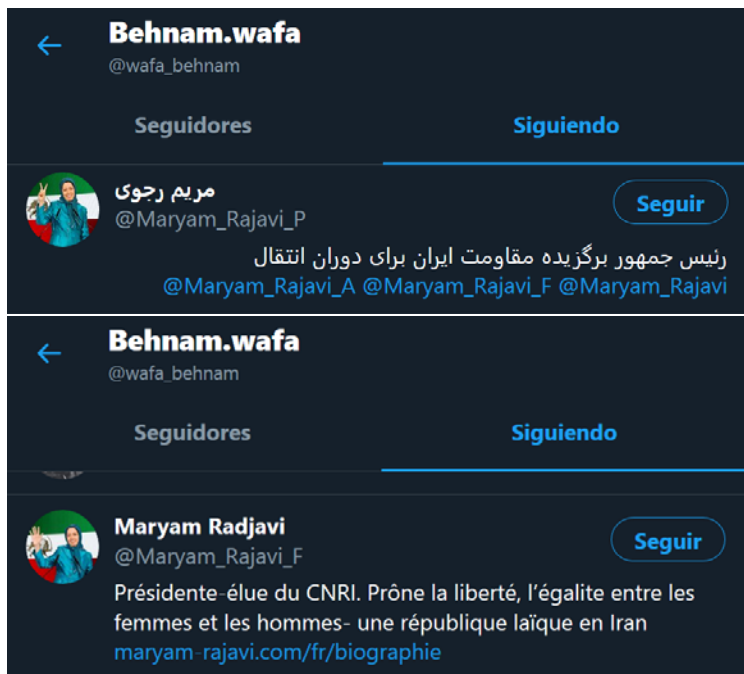 Behnam.wafa
@wafa_behnam
Seguidores
Siguiendo
مریم رجوی
@Maryam_Rajavi_P
Seguir
رئیس جمهور برگزیده مقاومت ایران برای دوران انتقال
@Maryam_Rajavi_A @Maryam_Rajavi_F @Maryam_Rajavi
Behnam.wafa
@wafa_behnam
Seguidores
Siguiendo
Maryam Radjavi
@Maryam_Rajavi_F
Seguir
Présidente-élue du CNRI. Prône la liberté, l'égalite entre les
femmes et les hommes- une république laïque en Iran
maryam-rajavi.com/fr/biographie